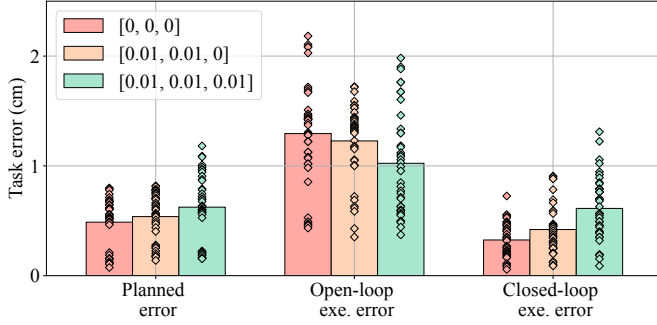 [0, 0, 0]
[0.01, 0.01, 0]
[0.01, 0.01, 0.01]
Task error (cm)
2
1
0
Planned
error
Open-loop
exe. error
Closed-loop
exe. error